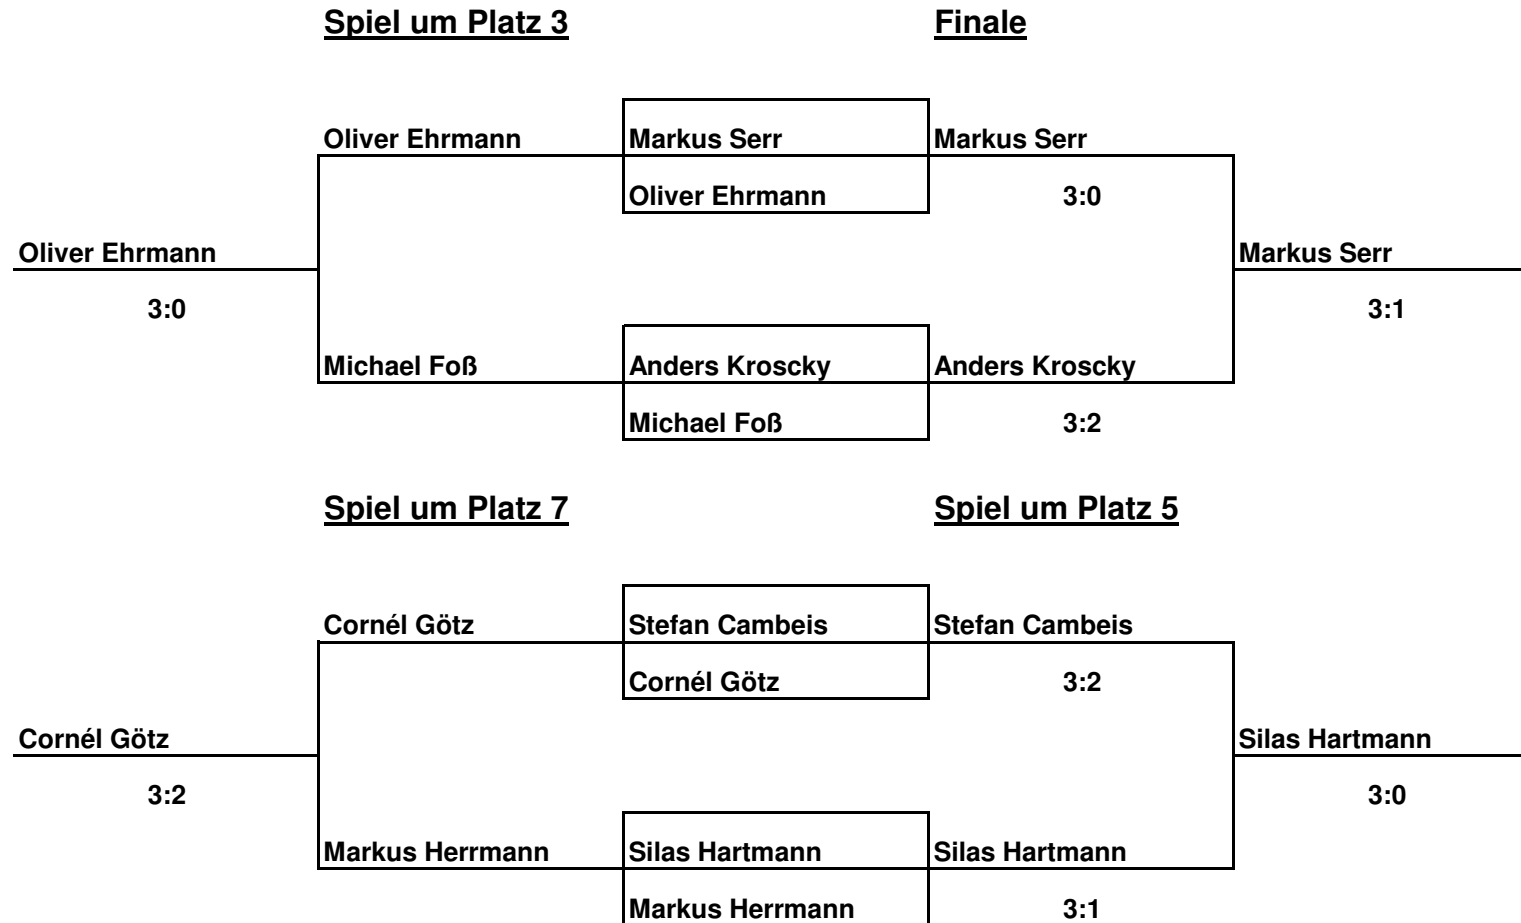 Spiel um Platz 3 Finale
Oliver Ehrmann Markus Serr Markus Serr
Oliver Ehrmann 3:0
Oliver Ehrmann Markus Serr
3:0 3:1
Michael Foß Anders Kroscky Anders Kroscky
Michael Foß 3:2
Spiel um Platz 7 Spiel um Platz 5
Cornél Götz Stefan Cambeis Stefan Cambeis
Cornél Götz 3:2
Cornél Götz Silas Hartmann
3:2 3:0
Markus Herrmann Silas Hartmann Silas Hartmann
Markus Herrmann 3:1